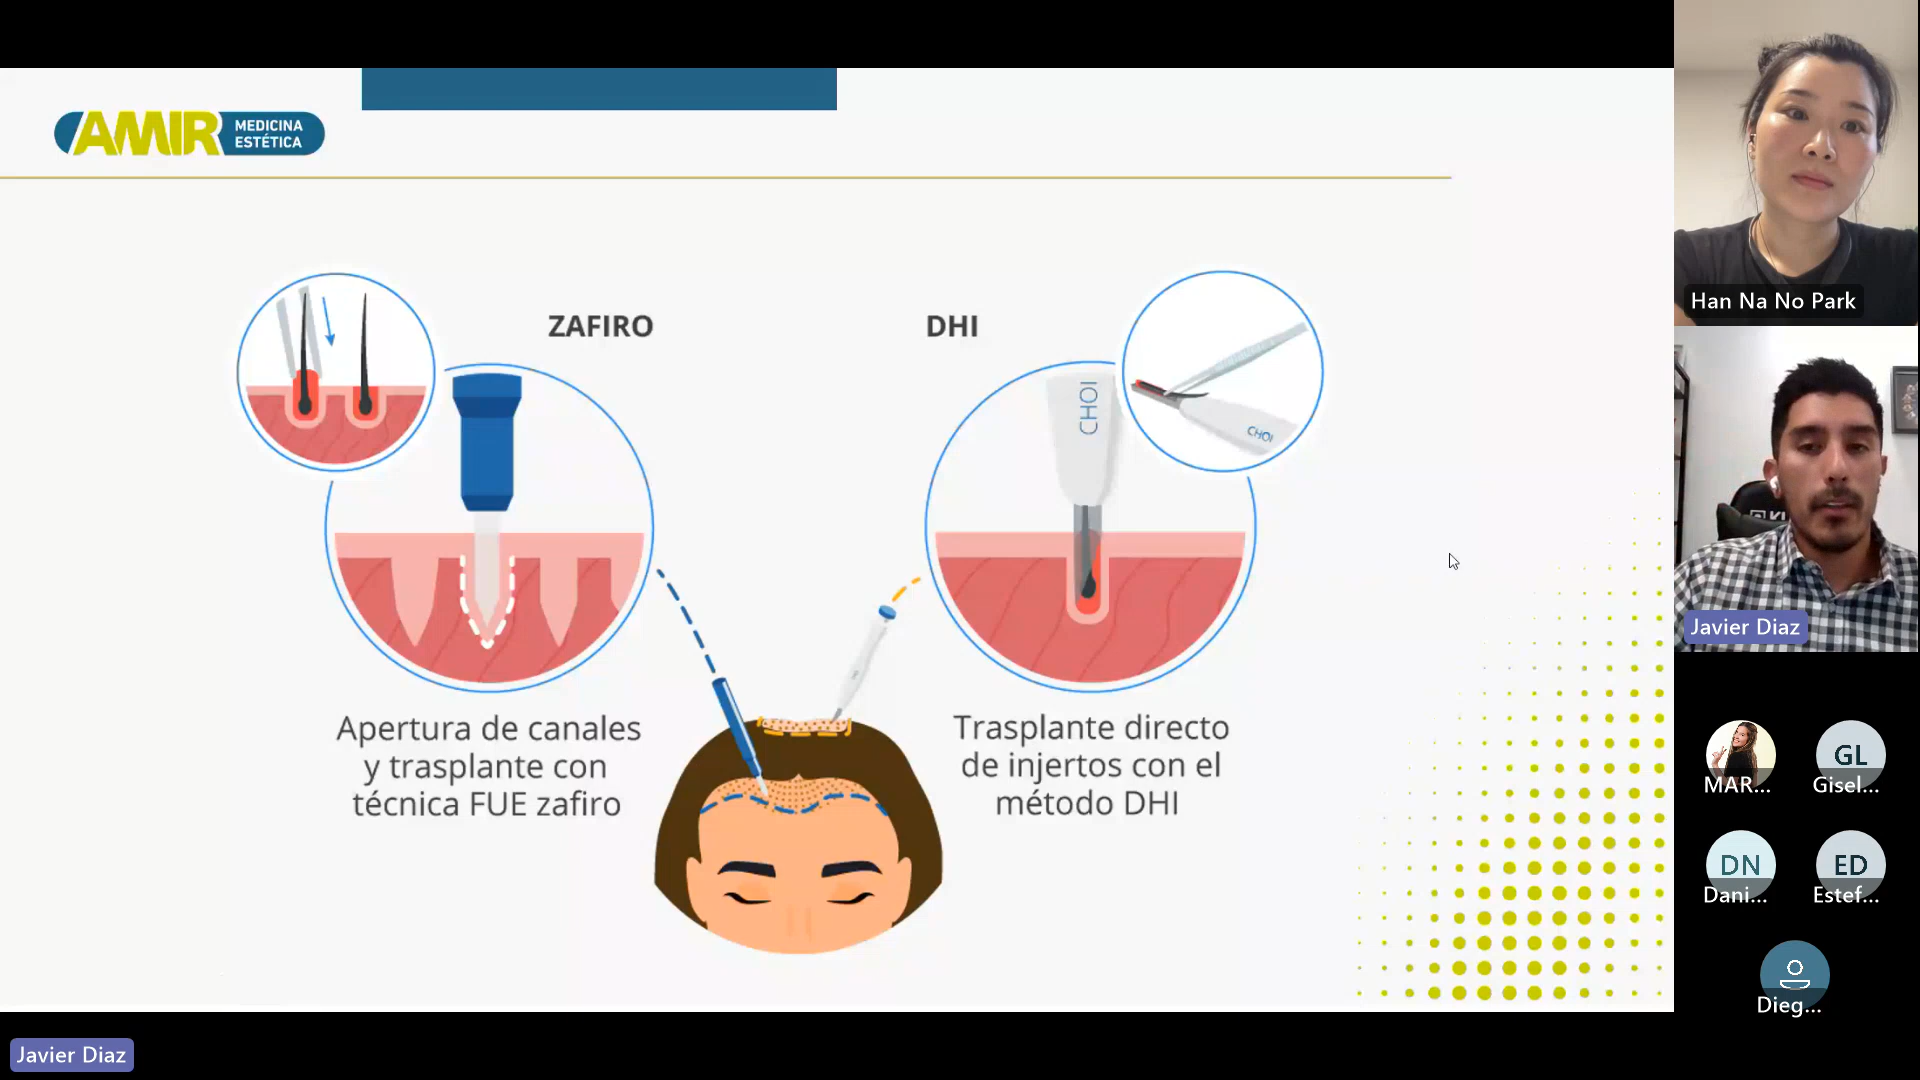 AMIR MEDICINA
ESTÉTICA
ZAFIRO
DHI
CHOI
CHOI
Apertura de canales
y trasplante con
técnica FUE zafiro
Trasplante directo
de injertos con el
método DHI
Han Na No Park
Javier Diaz
GL
MAR...
Gisel...
DN
ED
Dani...
Estef...
Dieg...
Javier Diaz